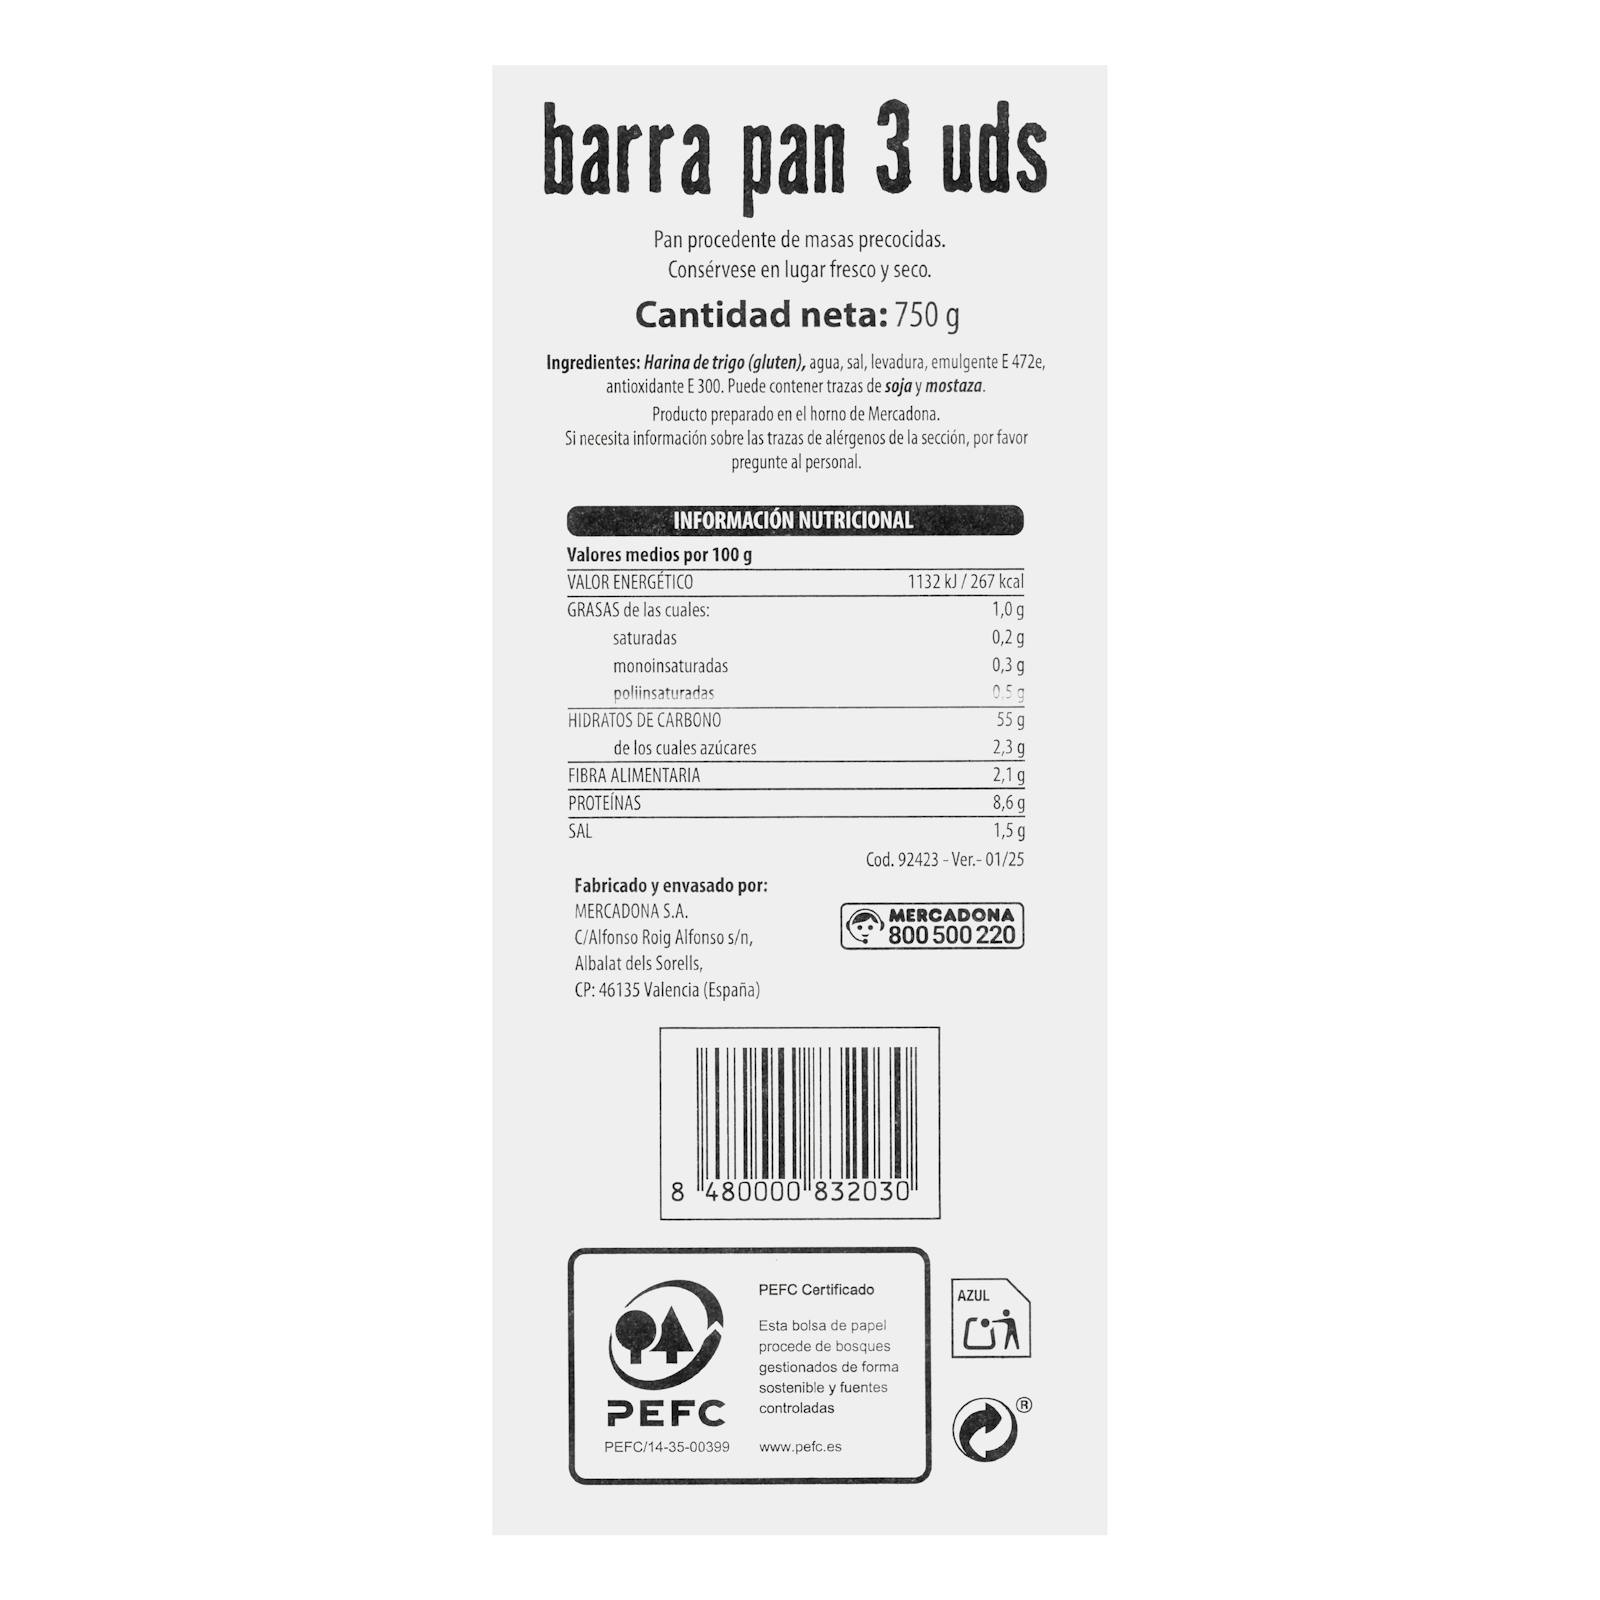 barra pan 3 uds
Pan procedente de masas precocidas.
Consérvese en lugar fresco y seco.
Cantidad neta: 750 g
Ingredientes: Harina de trigo (gluten), agua, sal, levadura, emulgente E 472e,
antioxidante E 300. Puede contener trazas de soja y mostaza.
Producto preparado en el horno de Mercadona.
Si necesita información sobre las trazas de alérgenos de la sección, por favor
pregunte al personal.
INFORMACIÓN NUTRICIONAL
Valores medios por 100 g
VALOR ENERGÉTICO 1132 kJ / 267 kcal
GRASAS de las cuales: 1,0 g
saturadas 0,2 g
monoinsaturadas 0,3 g
poliinsaturadas 0,5 g
HIDRATOS DE CARBONO 55 g
de los cuales azúcares 2,3 g
FIBRA ALIMENTARIA 2,1 g
PROTEÍNAS 8,6 g
SAL 1,5 g
Cod. 92423 - Ver.- 01/25
Fabricado y envasado por:
MERCADONA S.A.
C/Alfonso Roig Alfonso s/n,
Albalat dels Sorells,
CP: 46135 Valencia (España)
MERCADONA
800 500 220
8 480000 832030
PEFC
PEFC/14-35-00399
PEFC Certificado
Esta bolsa de papel
procede de bosques
gestionados de forma
sostenible y fuentes
controladas
www.pefc.es
AZUL
®